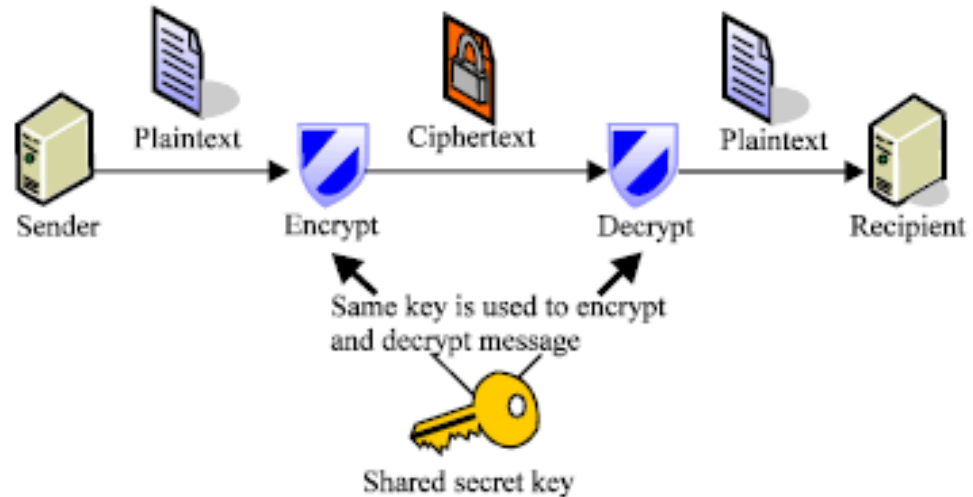 Plaintext
Ciphertext
Plaintext
Sender
Encrypt
Decrypt
Recipient
Same key is used to encrypt
and decrypt message
Shared secret key